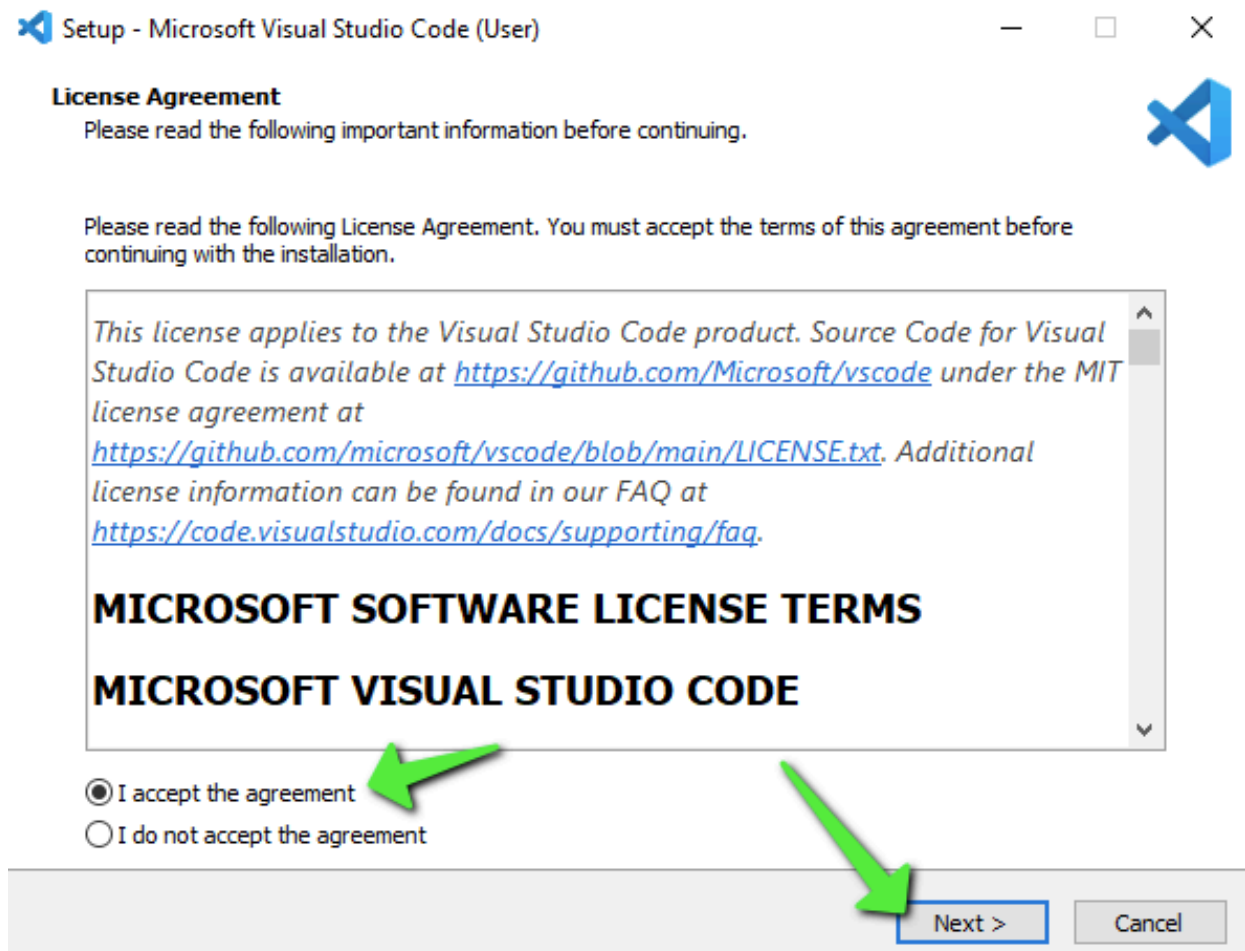 Setup - Microsoft Visual Studio Code (User)
License Agreement
Please read the following important information before continuing.
Please read the following License Agreement. You must accept the terms of this agreement before
continuing with the installation.
This license applies to the Visual Studio Code product. Source Code for Visual
Studio Code is available at https://github.com/Microsoft/vscode under the MIT
license agreement at
https://github.com/microsoft/vscode/blob/main/LICENSE.txt. Additional
license information can be found in our FAQ at
https://code.visualstudio.com/docs/supporting/faq.
MICROSOFT SOFTWARE LICENSE TERMS
MICROSOFT VISUAL STUDIO CODE
I accept the agreement
I do not accept the agreement
Next >
Cancel